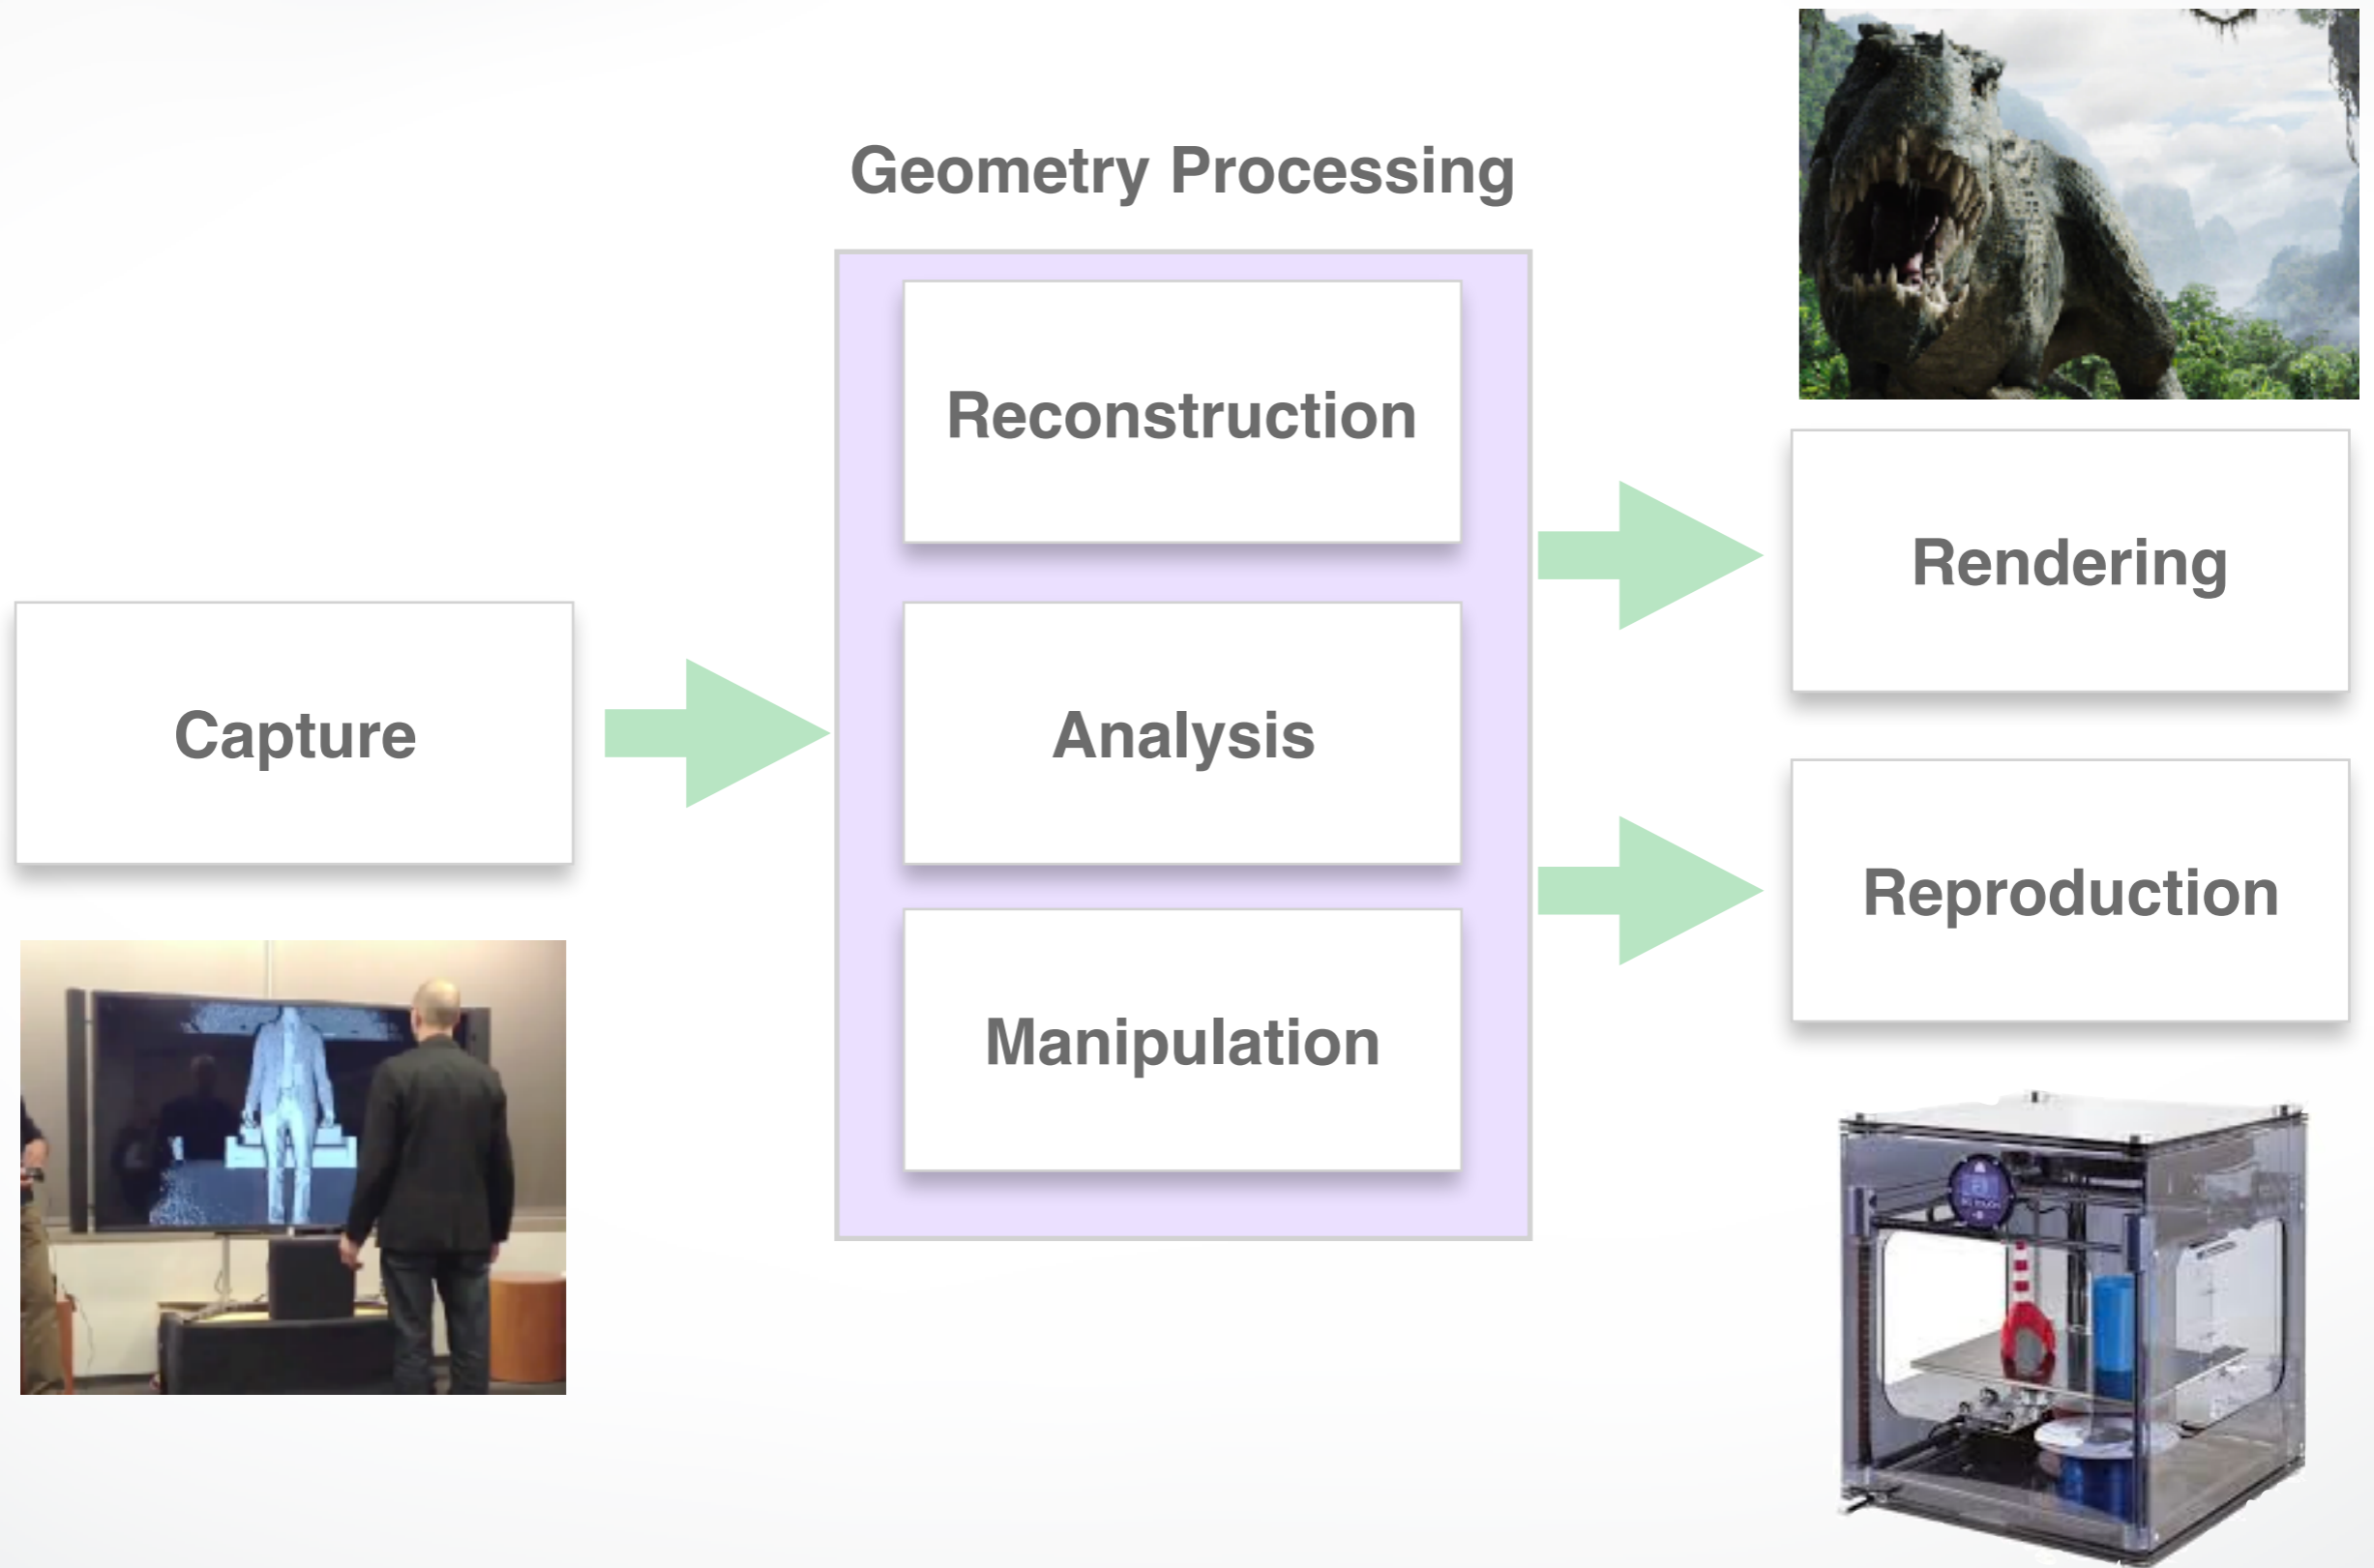 Geometry Processing
Capture
Reconstruction
Analysis
Manipulation
Rendering
Reproduction